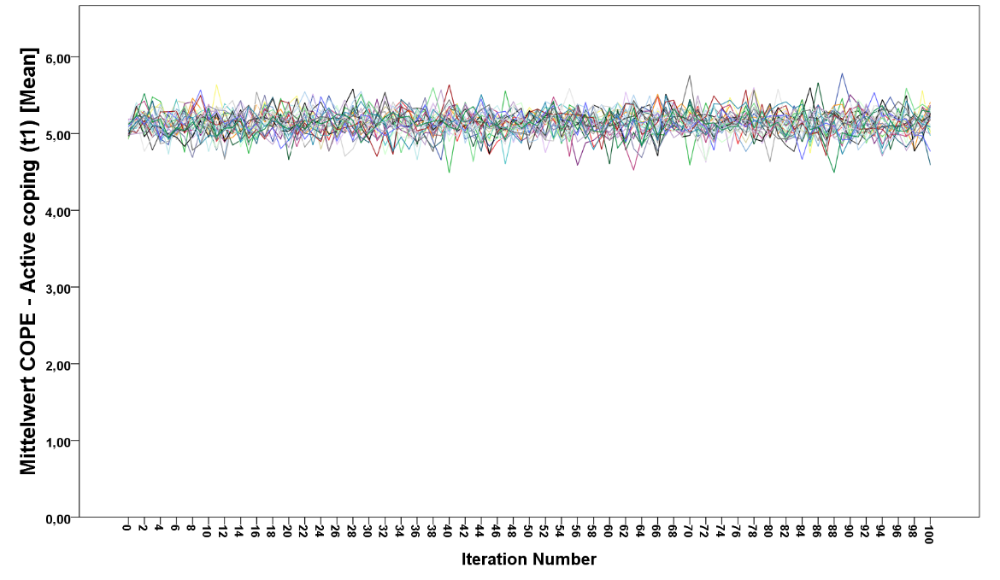 Mittelwert COPE - Active coping (t1) [Mean]
6,00
5,00
4,00
3,00
2,00
1,00
0,00
0 2 4 6 8 10 12 14 16 18 20 22 24 26 28 30 32 34 36 38 40 42 44 46 48 50 52 54 56 58 60 62 64 66 68 70 72 74 76 78 80 82 84 86 88 90 92 94 96 98 100
Iteration Number